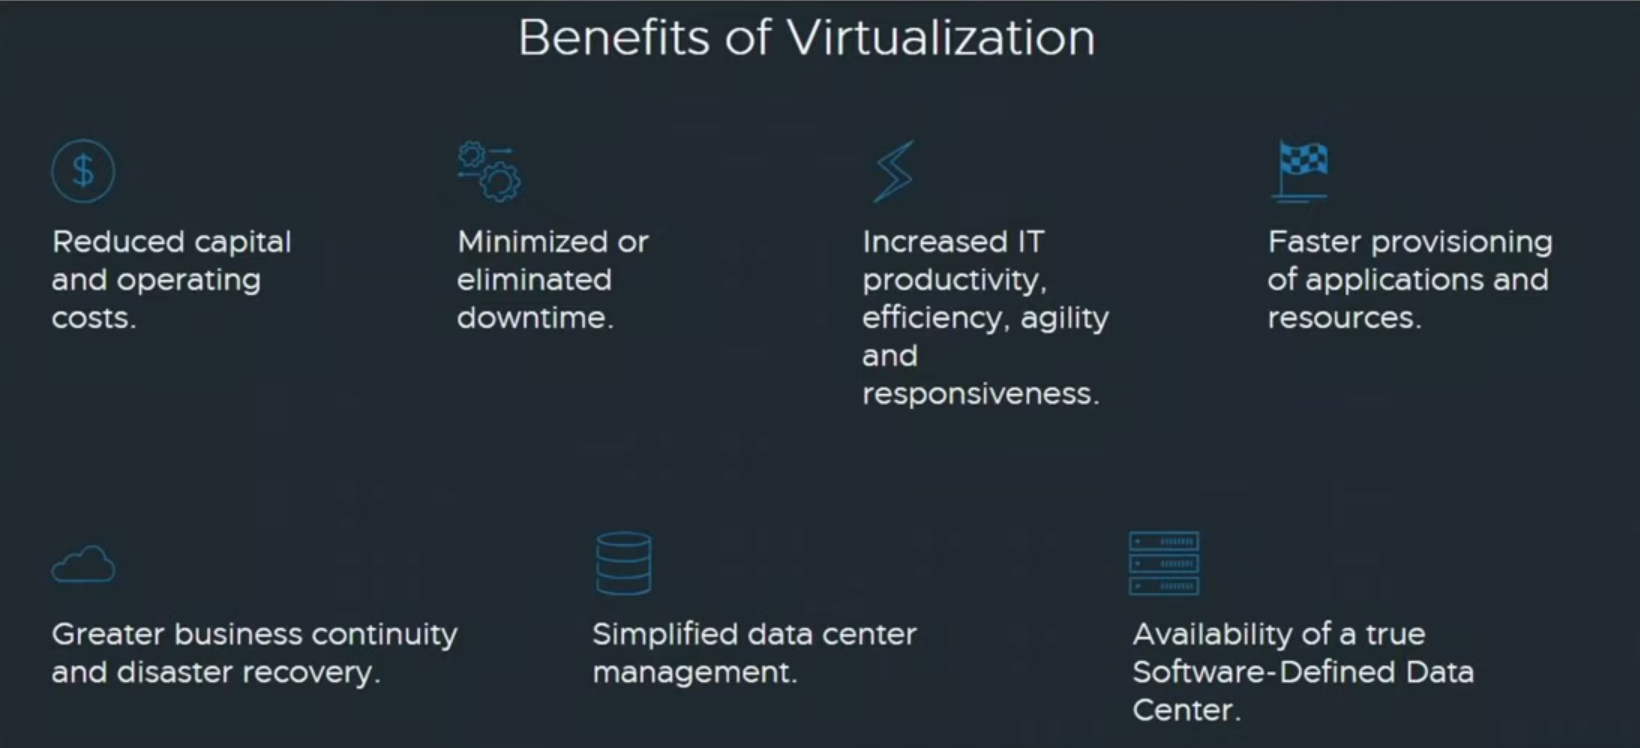 Benefits of Virtualization
$
Reduced capital
and operating
costs.
Minimized or
eliminated
downtime.
Increased IT
productivity,
efficiency, agility
and
responsiveness.
Faster provisioning
of applications and
resources.
Greater business continuity
and disaster recovery.
Simplified data center
management.
Availability of a true
Software-Defined Data
Center.